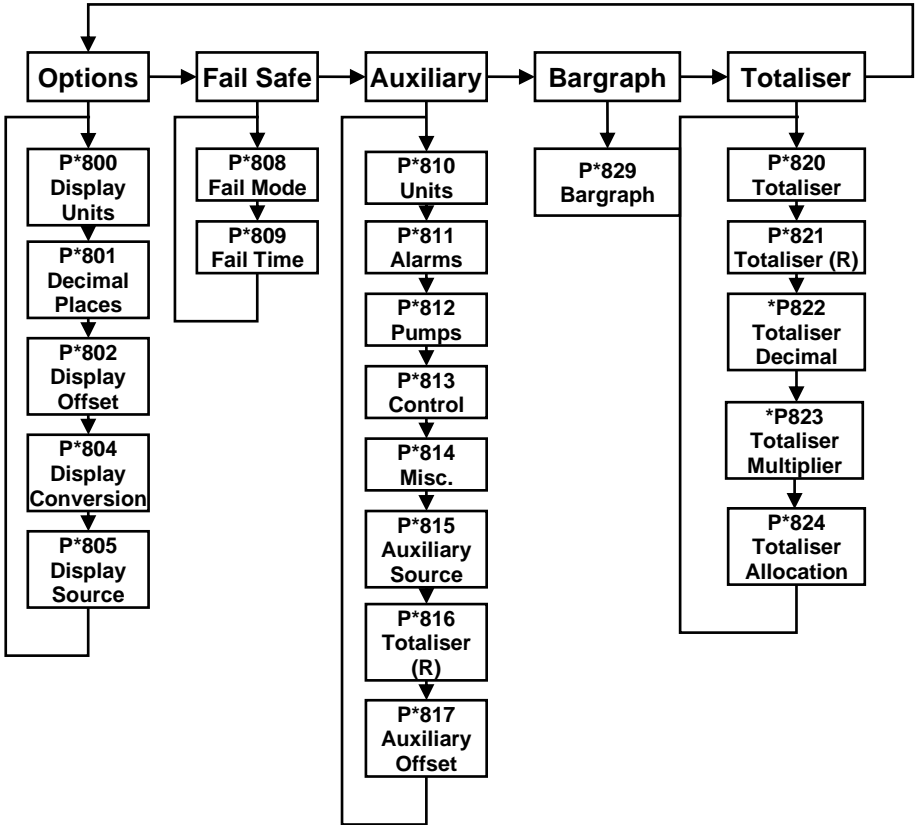 Options
Fail Safe
Auxiliary
Bargraph
Totaliser
P*800
Display
Units
P*801
Decimal
Places
P*802
Display
Offset
P*804
Display
Conversion
P*805
Display
Source
P*808
Fail Mode
P*809
Fail Time
P*810
Units
P*811
Alarms
P*812
Pumps
P*813
Control
P*814
Misc.
P*815
Auxiliary
Source
P*816
Totaliser
(R)
P*817
Auxiliary
Offset
P*829
Bargraph
P*820
Totaliser
P*821
Totaliser (R)
*P822
Totaliser
Decimal
*P823
Totaliser
Multiplier
P*824
Totaliser
Allocation